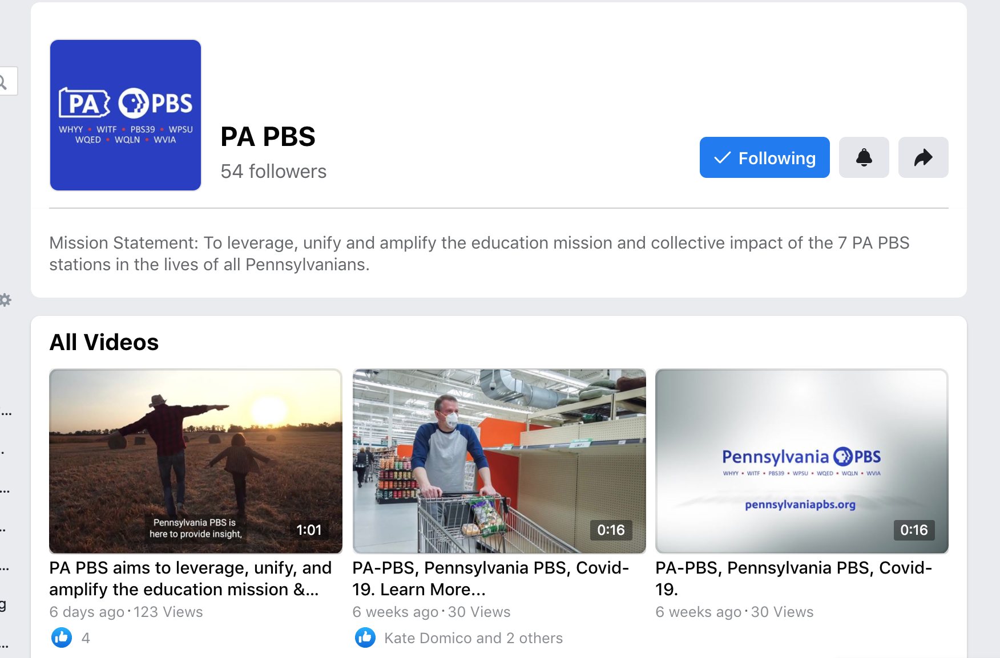 PA PBS
WHYY • WITF • PBS39 • WPSU
WQED • WQLN • WVIA
PA PBS
54 followers
Following
Mission Statement: To leverage, unify and amplify the education mission and collective impact of the 7 PA PBS
stations in the lives of all Pennsylvanians.
All Videos
Pennsylvania PBS is
here to provide insight,
1:01
0:16
Pennsylvania PBS
WHYY • WITF • PBS39 • WPSU • WQED • WQLN • WVIA
pennsylvaniapbs.org
0:16
PA PBS aims to leverage, unify, and
amplify the education mission &...
6 days ago · 123 Views
4
PA-PBS, Pennsylvania PBS, Covid-
19. Learn More...
6 weeks ago · 30 Views
Kate Domico and 2 others
PA-PBS, Pennsylvania PBS, Covid-
19.
6 weeks ago · 30 Views